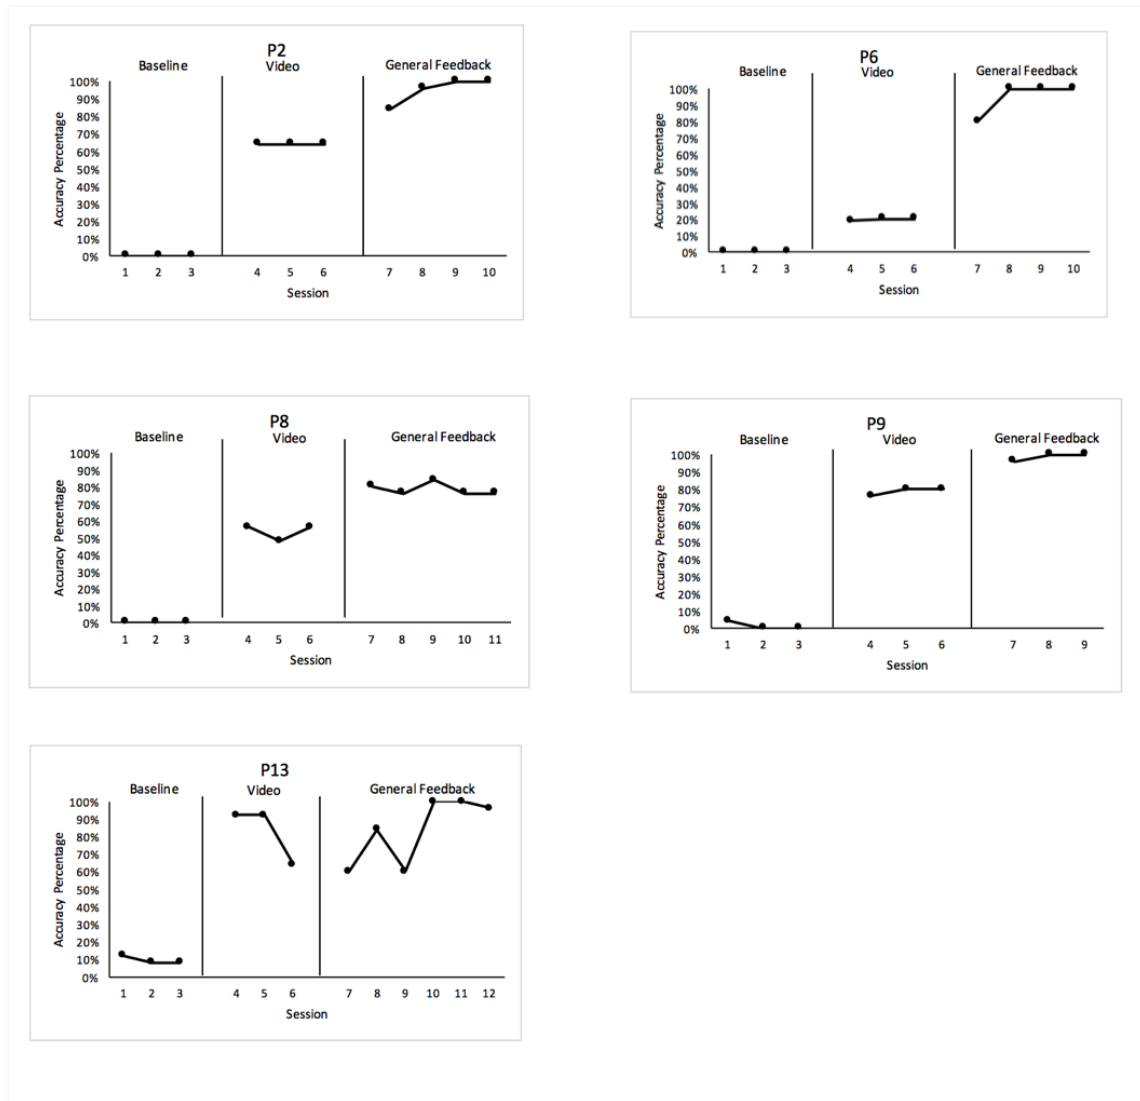 P2
Baseline Video General Feedback
100%
90%
80%
70%
60%
50%
40%
30%
20%
10%
0%
Accuracy Percentage
1 2 3 4 5 6 7 8 9 10
Session
P6
Baseline Video General Feedback
100%
90%
80%
70%
60%
50%
40%
30%
20%
10%
0%
Accuracy Percentage
1 2 3 4 5 6 7 8 9 10
Session
P8
Baseline Video General Feedback
100%
90%
80%
70%
60%
50%
40%
30%
20%
10%
0%
Accuracy Percentage
1 2 3 4 5 6 7 8 9 10 11
Session
P9
Baseline Video General Feedback
100%
90%
80%
70%
60%
50%
40%
30%
20%
10%
0%
Accuracy Percentage
1 2 3 4 5 6 7 8 9
Session
P13
Baseline Video General Feedback
100%
90%
80%
70%
60%
50%
40%
30%
20%
10%
0%
Accuracy Percentage
1 2 3 4 5 6 7 8 9 10 11 12
Session